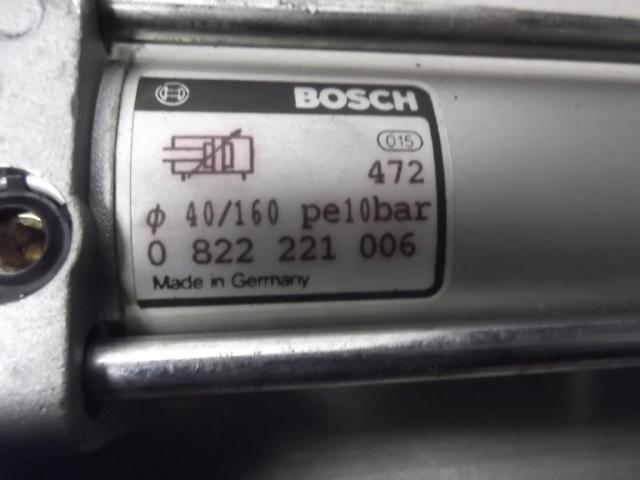 BOSCH
015
472
φ 40/160 pe10bar
0 822 221 006
Made in Germany